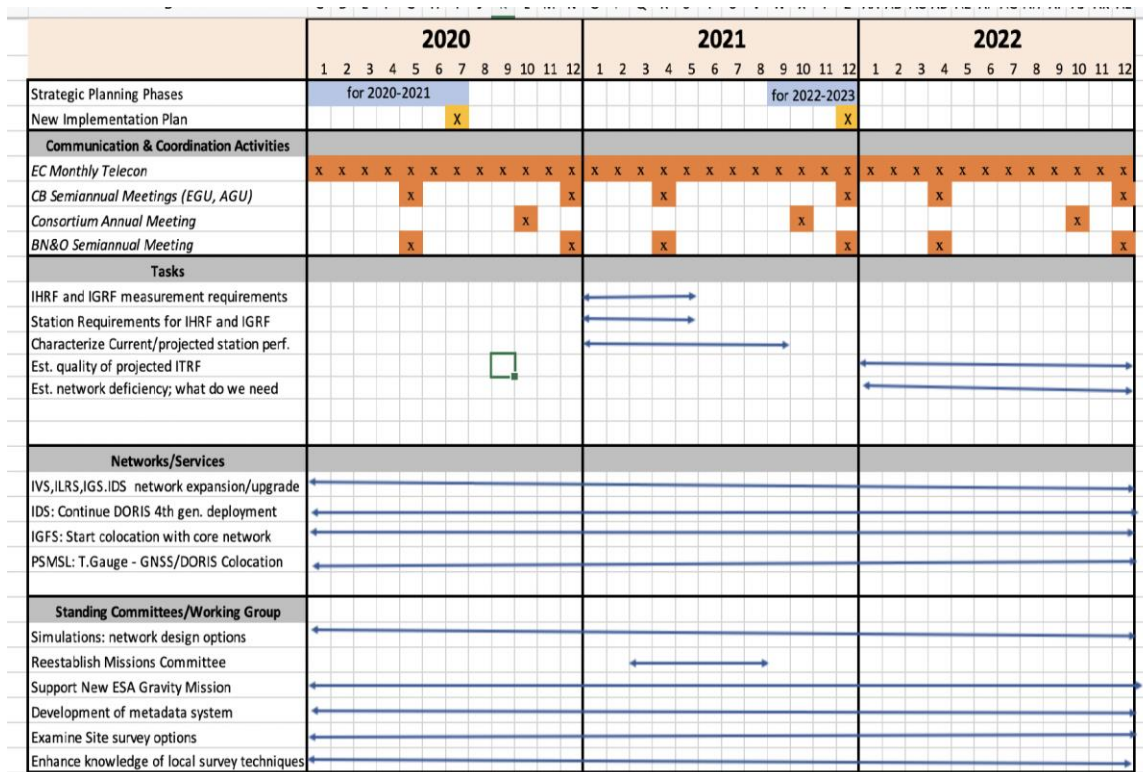 2020 2021 2022
1 2 3 4 5 6 7 8 9 10 11 12 1 2 3 4 5 6 7 8 9 10 11 12 1 2 3 4 5 6 7 8 9 10 11 12
Strategic Planning Phases for 2020-2021 for 2022-2023
New Implementation Plan X X
Communication & Coordination Activities
EC Monthly Telecon x x x x x x x x x x x x x x x x x x x x x x x x x x x x x x x x x x x x
CB Semiannual Meetings (EGU, AGU) x x x x x x
Consortium Annual Meeting x x x
BN&O Semiannual Meeting x x x x x x
Tasks
IHRF and IGRF measurement requirements
Station Requirements for IHRF and IGRF
Characterize Current/projected station perf.
Est. quality of projected ITRF
Est. network deficiency; what do we need
Networks/Services
IVS,ILRS,IGS.IDS network expansion/upgrade
IDS: Continue DORIS 4th gen. deployment
IGFS: Start colocation with core network
PSMSL: T.Gauge - GNSS/DORIS Colocation
Standing Committees/Working Group
Simulations: network design options
Reestablish Missions Committee
Support New ESA Gravity Mission
Development of metadata system
Examine Site survey options
Enhance knowledge of local survey techniques